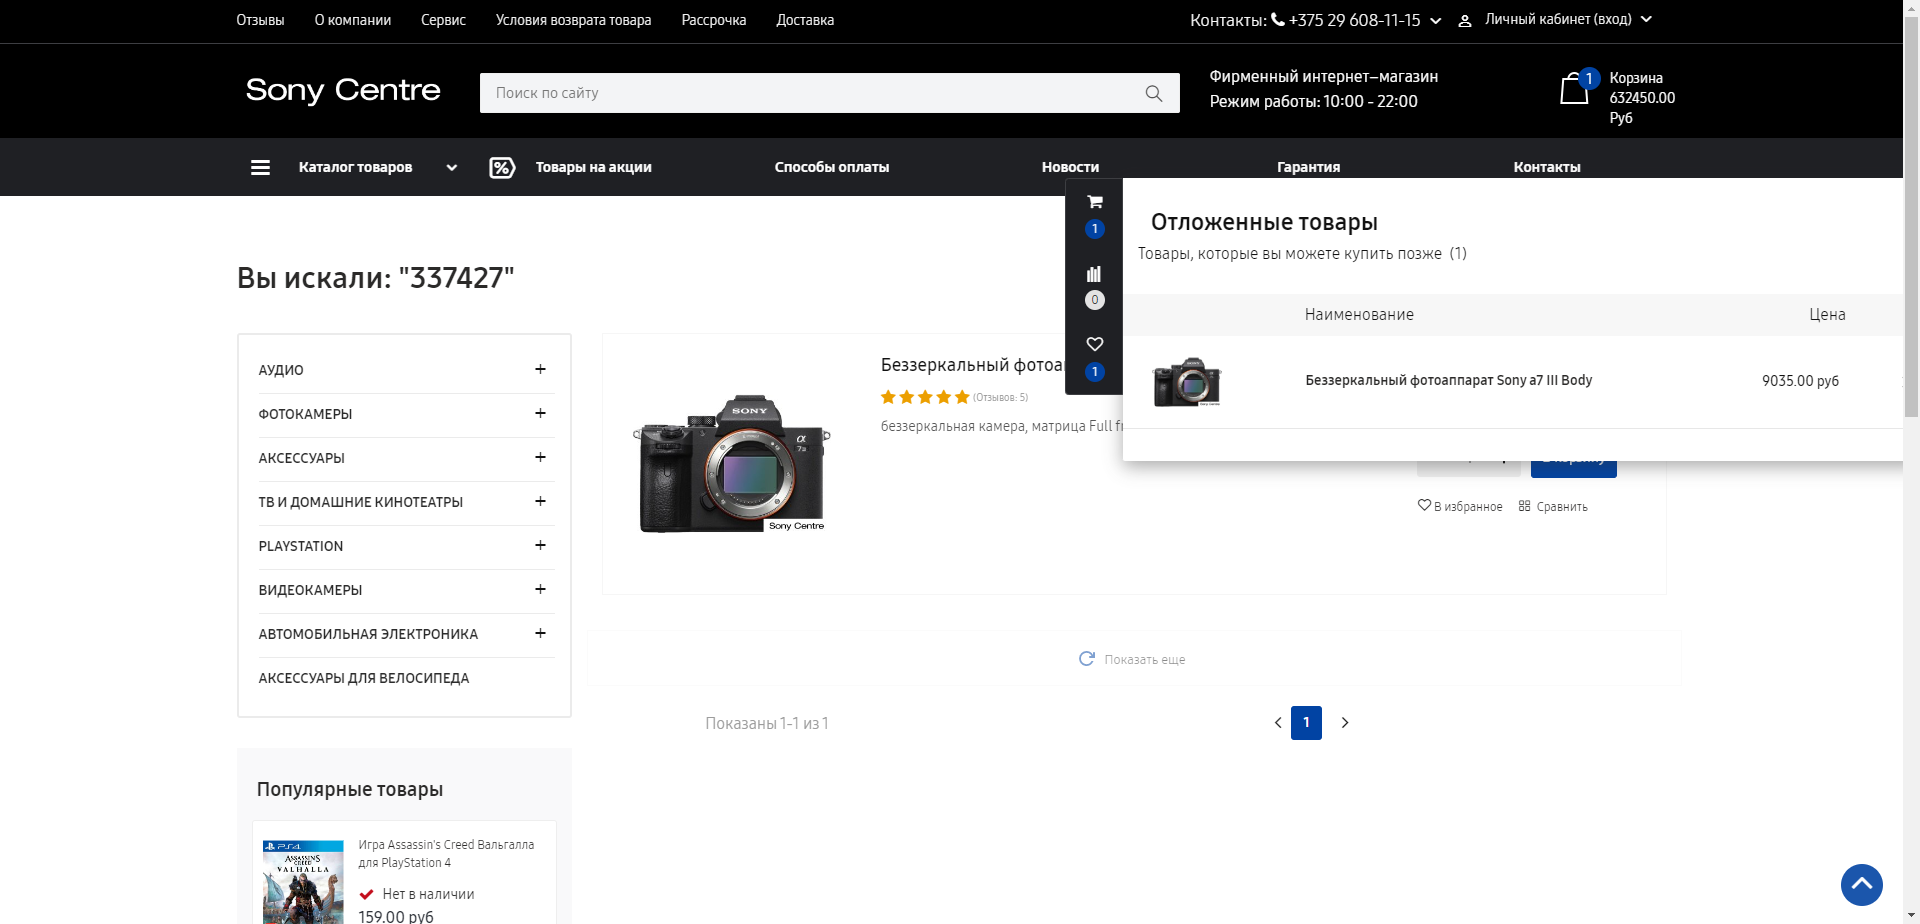 Отзывы
О компании
Сервис
Условия возврата товара
Рассрочка
Доставка
Контакты: +375 29 608-11-15
Личный кабинет (вход)
Sony Centre
Поиск по сайту
Фирменный интернет–магазин
Режим работы: 10:00 - 22:00
1
Корзина
632450.00
Руб
Каталог товаров
%
Товары на акции
Способы оплаты
Новости
Гарантия
Контакты
1
0
1
Отложенные товары
Товары, которые вы можете купить позже (1)
Наименование
Цена
Беззеркальный фотоаппарат Sony a7 III Body
9035.00 руб
Sony Centre
Вы искали: "337427"
АУДИО
ФОТОКАМЕРЫ
АКСЕССУАРЫ
ТВ И ДОМАШНИЕ КИНОТЕАТРЫ
PLAYSTATION
ВИДЕОКАМЕРЫ
АВТОМОБИЛЬНАЯ ЭЛЕКТРОНИКА
АКСЕССУАРЫ ДЛЯ ВЕЛОСИПЕДА
SONY
α
Sony Centre
Беззеркальный
(Отзывов: 5)
беззеркальная камера, матрица Full
В избранное
Сравнить
Показать еще
Показаны 1-1 из 1
1
Популярные товары
PS4
ASSASSIN'S
CREED
VALHALLA
Игра Assassin's Creed Вальгалла
для PlayStation 4
Нет в наличии
159.00 руб